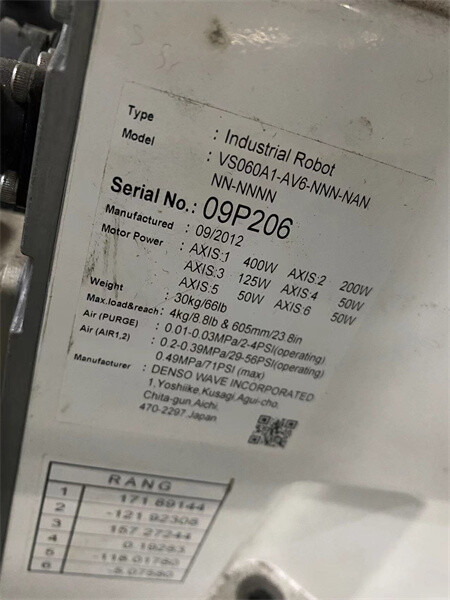 Type : Industrial Robot
Model : VS060A1-AV6-NNN-NAN
NN-NNNN
Serial No.: 09P206
Manufactured : 09/2012
Motor Power : AXIS:1 400W AXIS:2 200W
AXIS:3 125W AXIS:4 50W
AXIS:5 50W AXIS:6 50W
Weight : 30kg/66lb
Max.load&reach: 4kg/8.8lb & 605mm/23.8in
Air (PURGE) : 0.01-0.03MPa/2-4PSI(operating)
Air (AIR1,2) : 0.2-0.39MPa/29-56PSI(operating)
0.49MPa/71PSI (max)
Manufacturer : DENSO WAVE INCORPORATED
1,Yoshiike,Kusagi,Agui-cho,
Chita-gun,Aichi,
470-2297,Japan
RANG
1 171.89144
2 -121.92308
3 157.27244
4
5
6